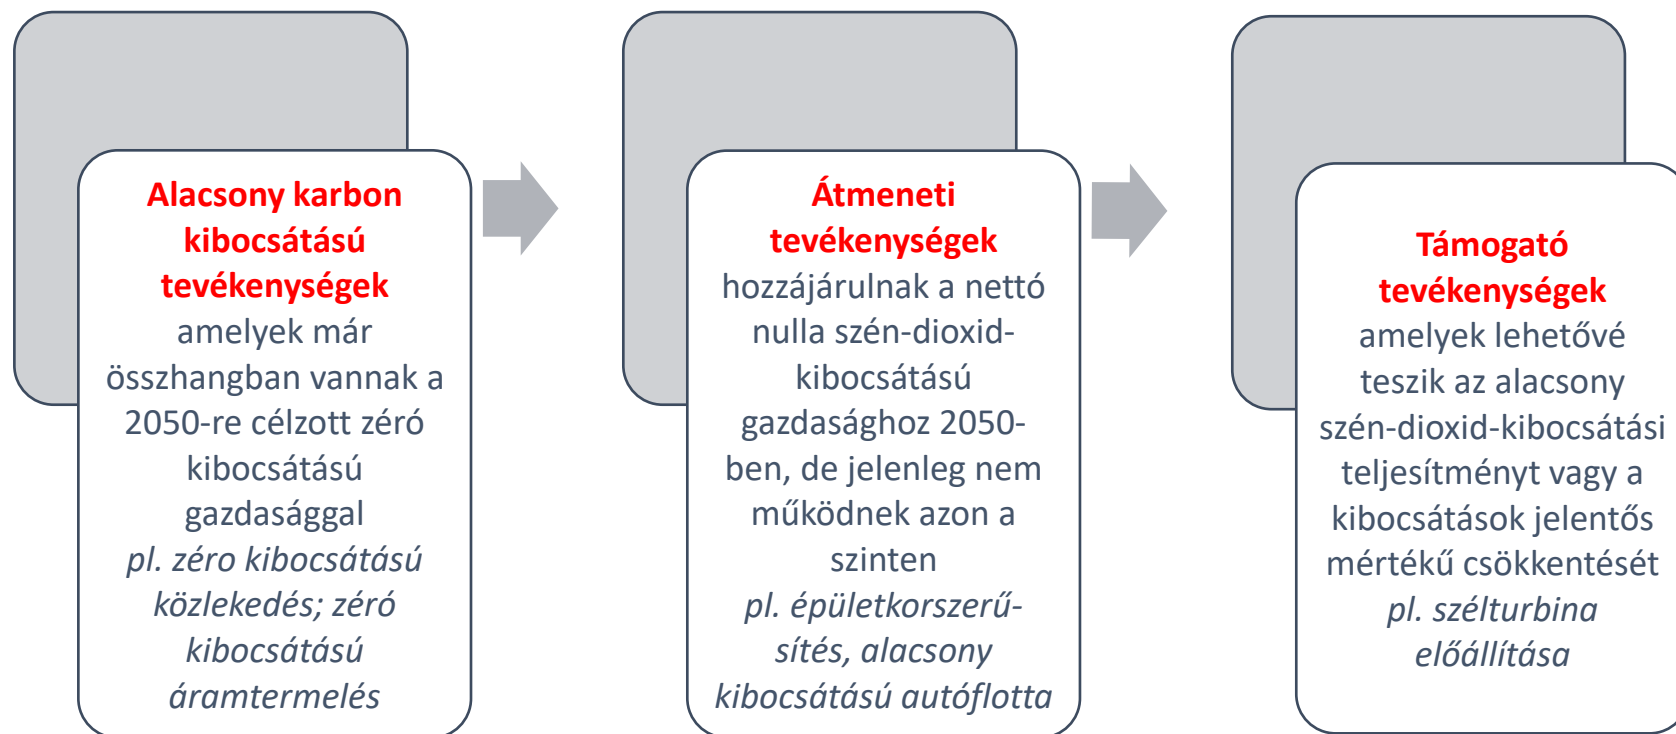 Alacsony karbon
kibocsátású
tevékenységek
amelyek már
összhangban vannak a
2050-re célzott zéró
kibocsátású
gazdasággal
pl. zéro kibocsátású
közlekedés; zéró
kibocsátású
áramtermelés
Átmeneti
tevékenységek
hozzájárulnak a nettó
nulla szén-dioxid-
kibocsátású
gazdasághoz 2050-
ben, de jelenleg nem
működnek azon a
szinten
pl. épületkorszerű-
sítés, alacsony
kibocsátású autóflotta
Támogató
tevékenységek
amelyek lehetővé
teszik az alacsony
szén-dioxid-kibocsátási
teljesítményt vagy a
kibocsátások jelentős
mértékű csökkentését
pl. szélturbina
előállítása